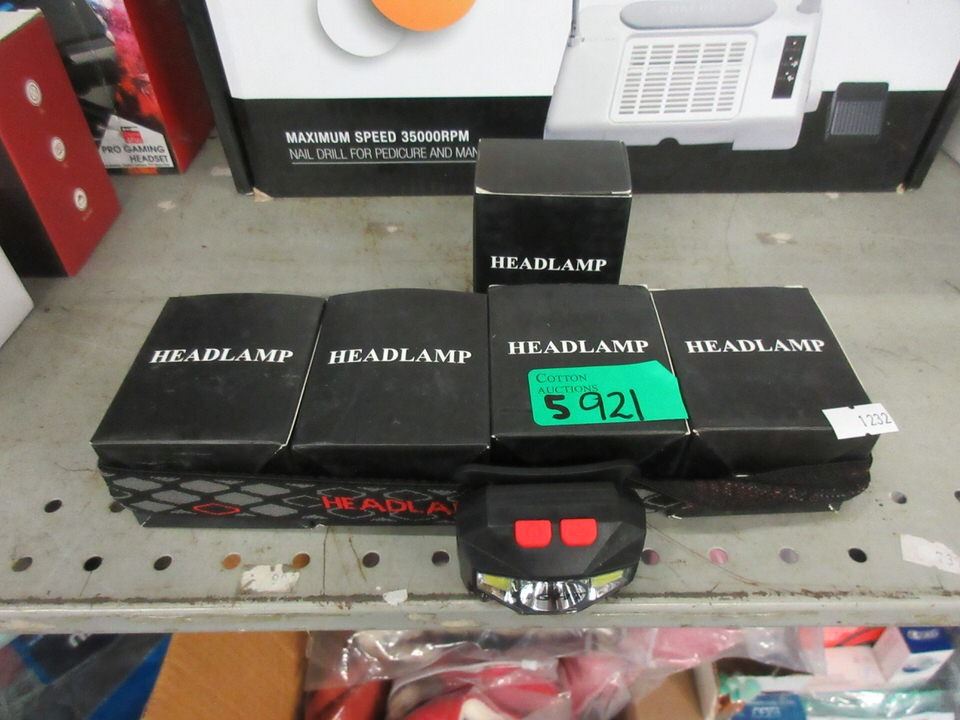 MAXIMUM SPEED 35000RPM
NAIL DRILL FOR PEDICURE AND MAN
PRO GAMING
HEADSET
HEADLAMP
HEADLAMP
HEADLAMP
HEADLAMP
HEADLAMP
COTTON
AUCTIONS
5921
1232
HEADLA